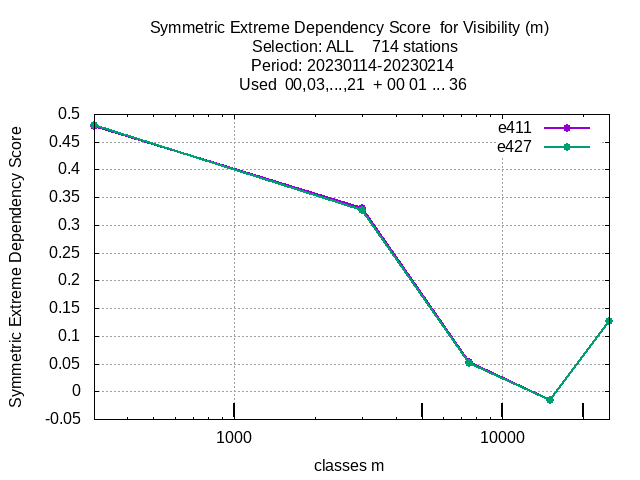 Symmetric Extreme Dependency Score  for Visibility (m)
Selection: ALL    714 stations
Period: 20230114-20230214
Used  00,03,...,21  + 00 01 ... 36
e411
e427
0.5
0.45
0.4
0.35
0.3
0.25
0.2
0.15
0.1
0.05
0
-0.05
Symmetric Extreme Dependency Score
1000
10000
classes m